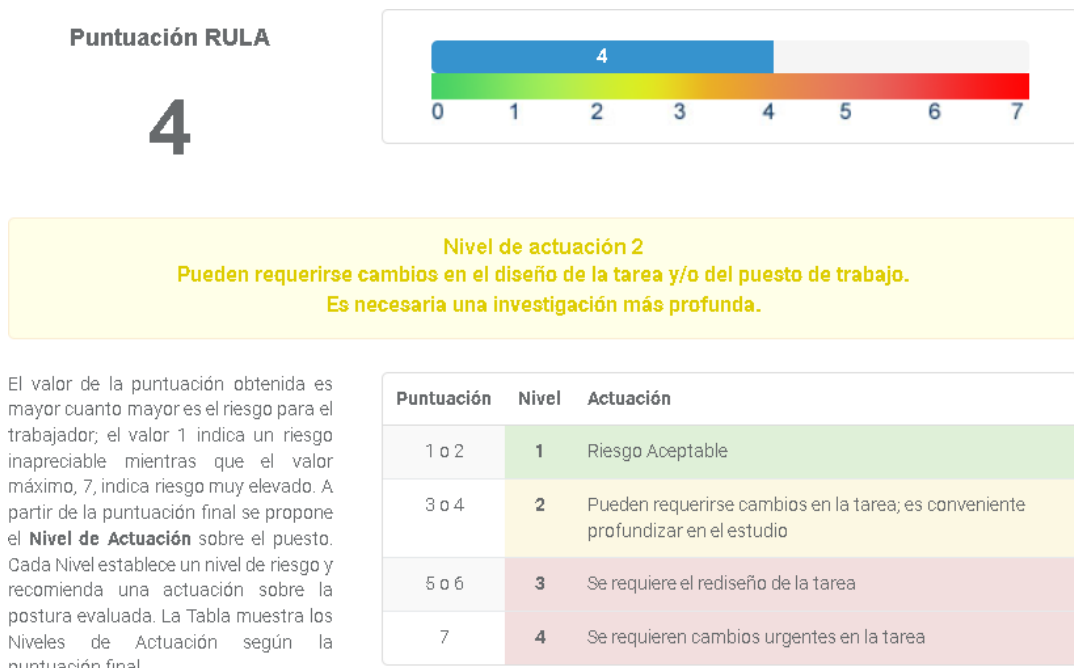 Puntuación RULA
4
4
0 1 2 3 4 5 6 7
Nivel de actuación 2
Pueden requerirse cambios en el diseño de la tarea y/o del puesto de trabajo.
Es necesaria una investigación más profunda.
El valor de la puntuación obtenida es
mayor cuanto mayor es el riesgo para el
trabajador; el valor 1 indica un riesgo
inapreciable mientras que el valor
máximo, 7, indica riesgo muy elevado. A
partir de la puntuación final se propone
el Nivel de Actuación sobre el puesto.
Cada Nivel establece un nivel de riesgo y
recomienda una actuación sobre la
postura evaluada. La Tabla muestra los
Niveles de Actuación según la
puntuación final.
Puntuación Nivel Actuación
1 o 2 1 Riesgo Aceptable
3 o 4 2 Pueden requerirse cambios en la tarea; es conveniente
profundizar en el estudio
5 o 6 3 Se requiere el rediseño de la tarea
7 4 Se requieren cambios urgentes en la tarea